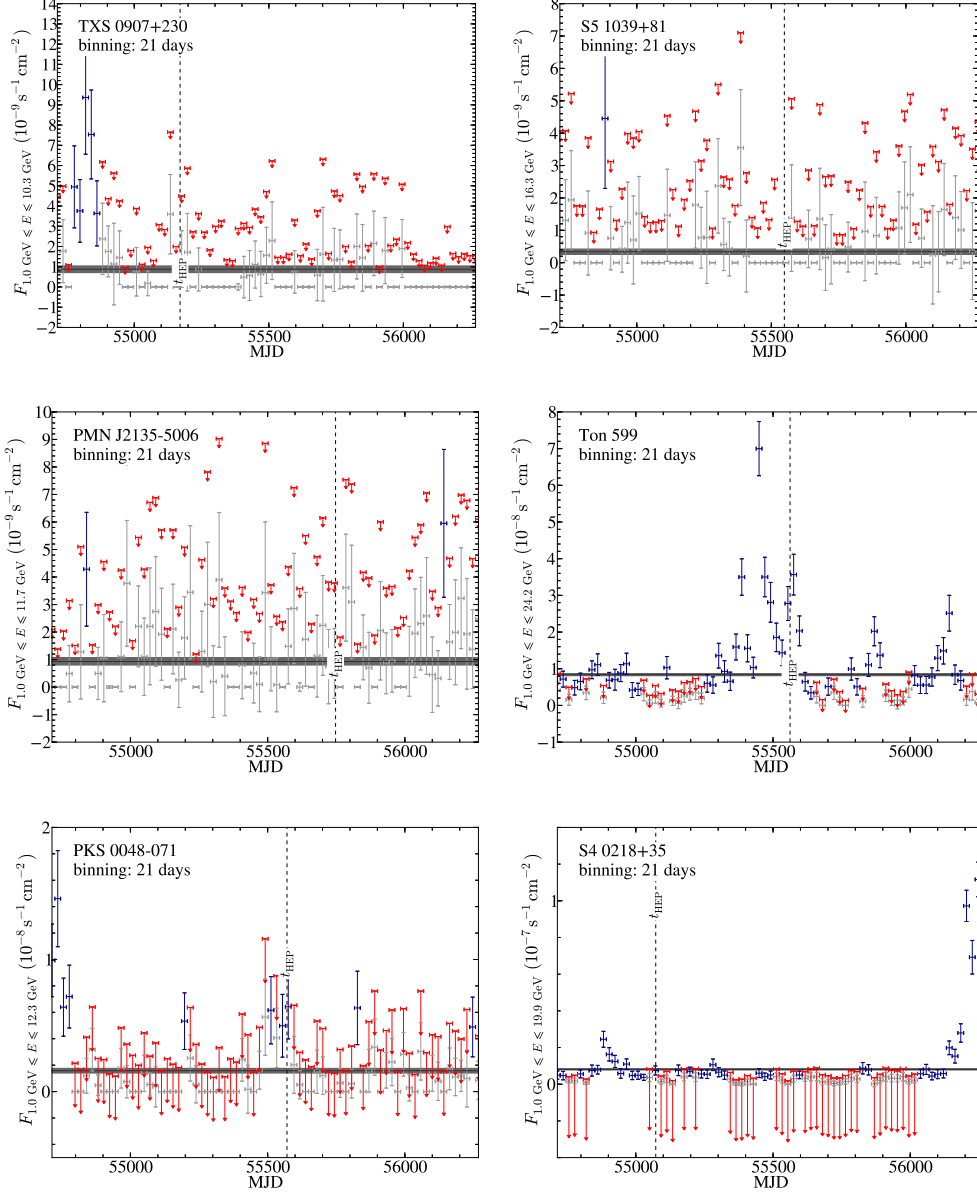 TXS 0907+230
binning: 21 days
F1.0 GeV ⩽ E ⩽ 10.3 GeV (10−9 s−1 cm−2)
14
13
12
11
10
9
8
7
6
5
4
3
2
1
0
−1
−2
tHEP
55000 55500 56000
MJD
S5 1039+81
binning: 21 days
F1.0 GeV ⩽ E ⩽ 16.3 GeV (10−9 s−1 cm−2)
8
7
6
5
4
3
2
1
0
−1
−2
tHEP
55000 55500 56000
MJD
PMN J2135-5006
binning: 21 days
F1.0 GeV ⩽ E ⩽ 11.7 GeV (10−9 s−1 cm−2)
10
9
8
7
6
5
4
3
2
1
0
−1
−2
tHEP
55000 55500 56000
MJD
Ton 599
binning: 21 days
F1.0 GeV ⩽ E ⩽ 24.2 GeV (10−8 s−1 cm−2)
8
7
6
5
4
3
2
1
0
−1
tHEP
55000 55500 56000
MJD
PKS 0048-071
binning: 21 days
F1.0 GeV ⩽ E ⩽ 12.3 GeV (10−8 s−1 cm−2)
2
1
0
tHEP
55000 55500 56000
MJD
S4 0218+35
binning: 21 days
F1.0 GeV ⩽ E ⩽ 19.9 GeV (10−7 s−1 cm−2)
1
0
tHEP
55000 55500 56000
MJD